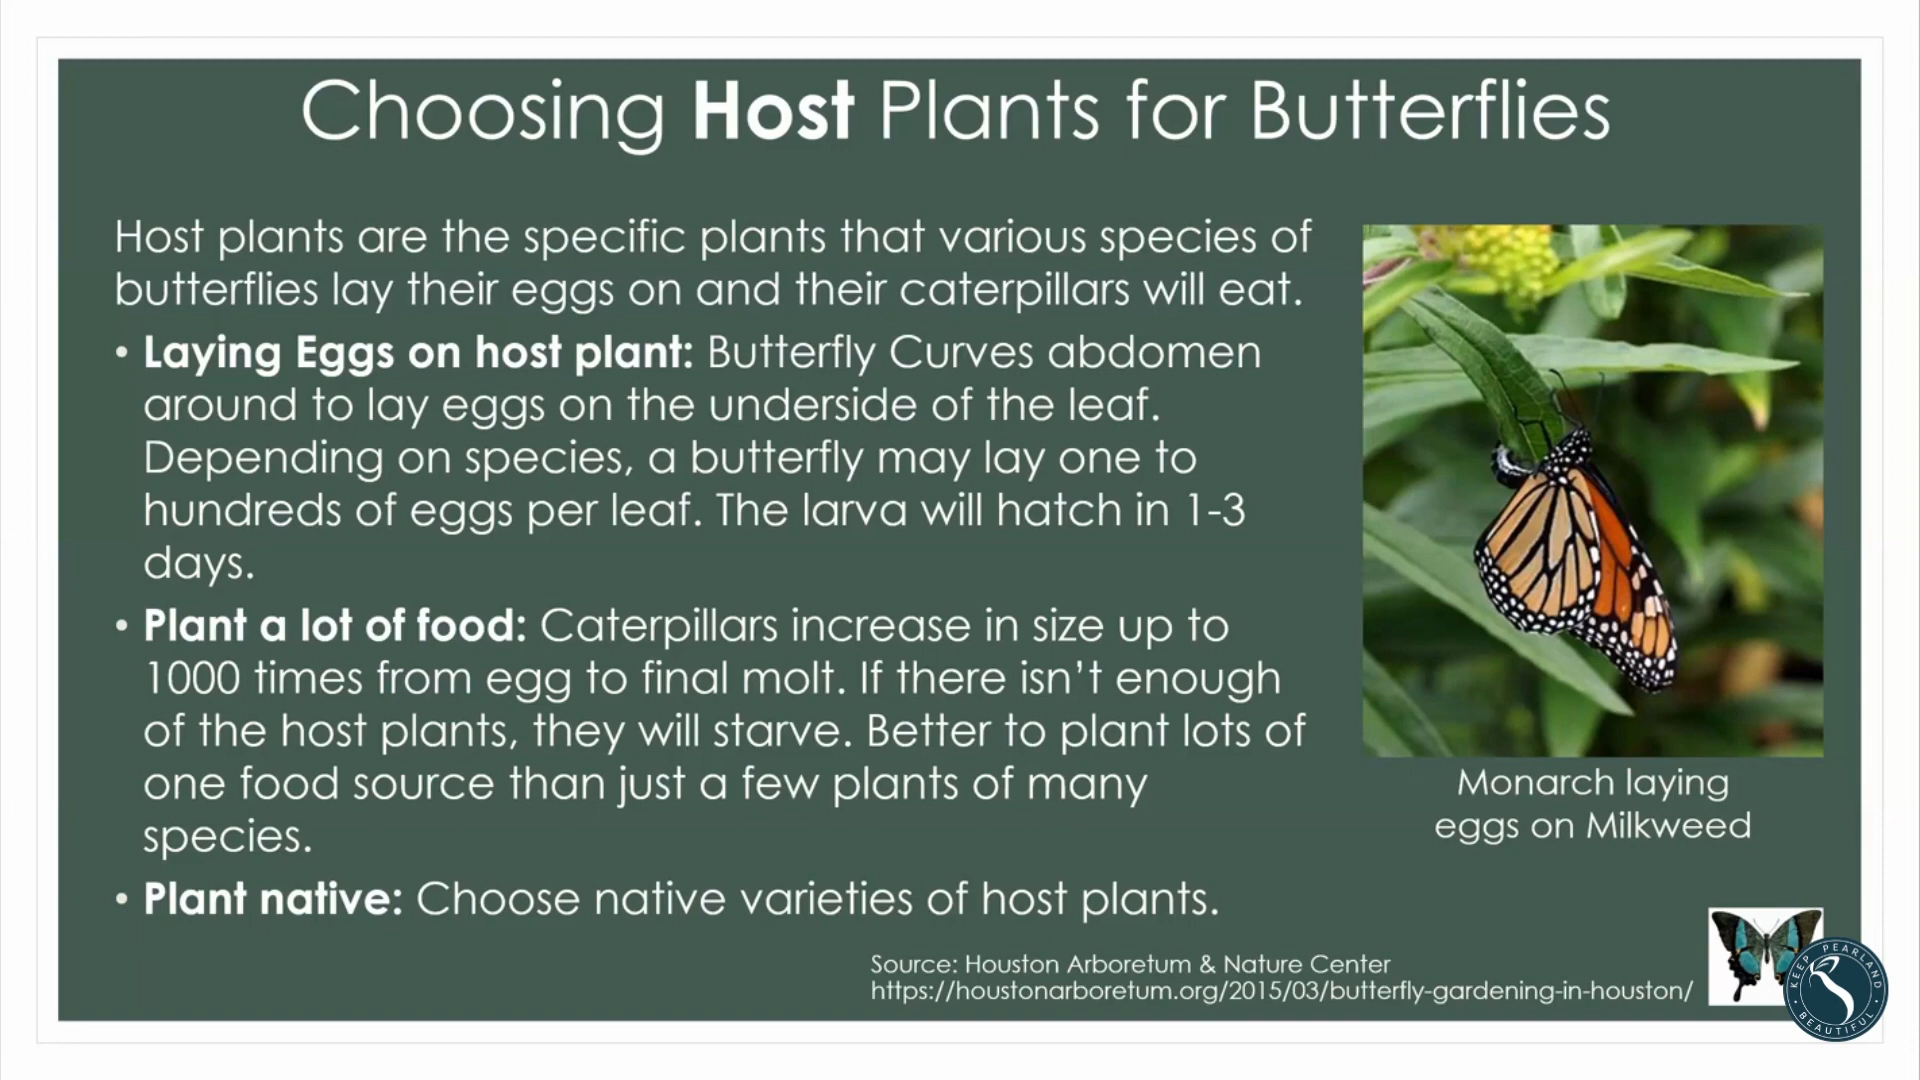 Choosing Host Plants for Butterflies
Host plants are the specific plants that various species of
butterflies lay their eggs on and their caterpillars will eat.
• Laying Eggs on host plant: Butterfly Curves abdomen
around to lay eggs on the underside of the leaf.
Depending on species, a butterfly may lay one to
hundreds of eggs per leaf. The larva will hatch in 1-3
days.
• Plant a lot of food: Caterpillars increase in size up to
1000 times from egg to final molt. If there isn’t enough
of the host plants, they will starve. Better to plant lots of
one food source than just a few plants of many
species.
• Plant native: Choose native varieties of host plants.
Monarch laying
eggs on Milkweed
Source: Houston Arboretum & Nature Center
https://houstonarboretum.org/2015/03/butterfly-gardening-in-houston/
KEEP PEARLAND
BEAUTIFUL